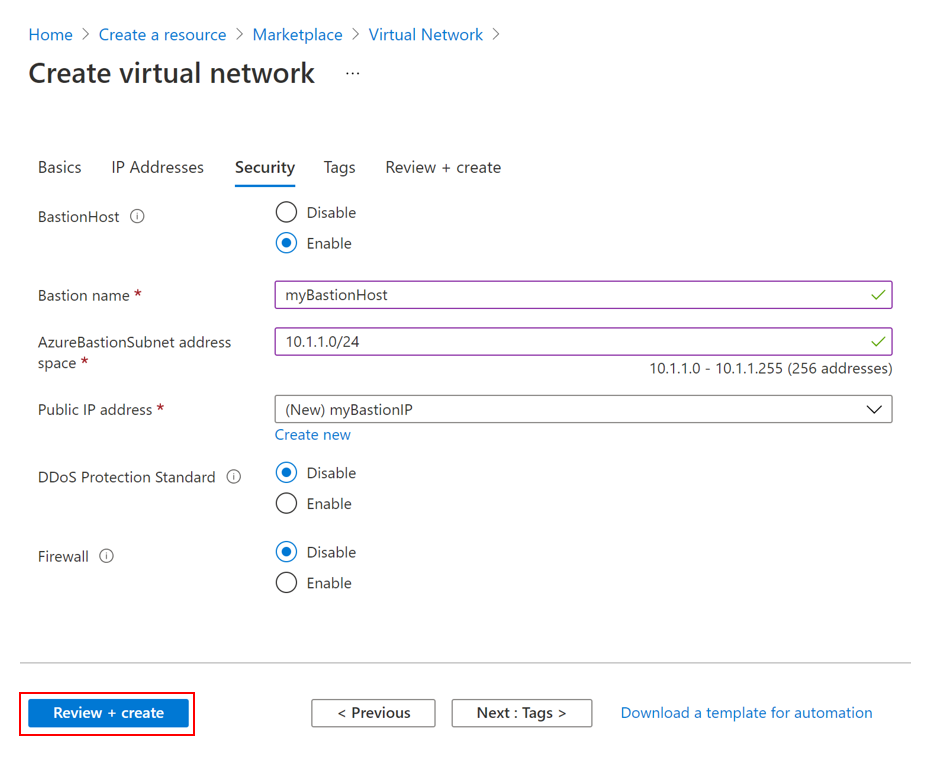 Home > Create a resource > Marketplace > Virtual Network >
Create virtual network ...
Basics IP Addresses Security Tags Review + create
BastionHost
Disable
Enable
Bastion name *
myBastionHost
AzureBastionSubnet address
space *
10.1.1.0/24
10.1.1.0 - 10.1.1.255 (256 addresses)
Public IP address *
(New) myBastionIP
Create new
DDoS Protection Standard
Disable
Enable
Firewall
Disable
Enable
Review + create
< Previous
Next : Tags >
Download a template for automation